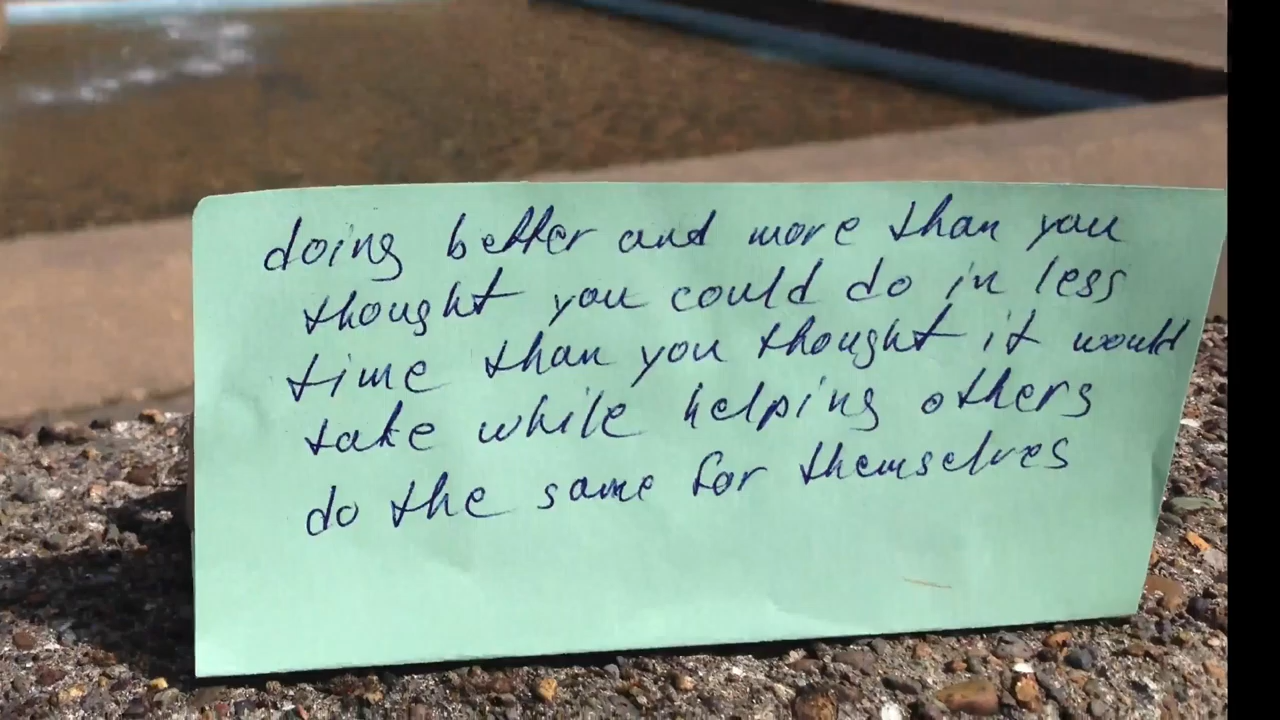 doing better and more than you
thought you could do in less
time than you thought it would
take while helping others
do the same for themselves